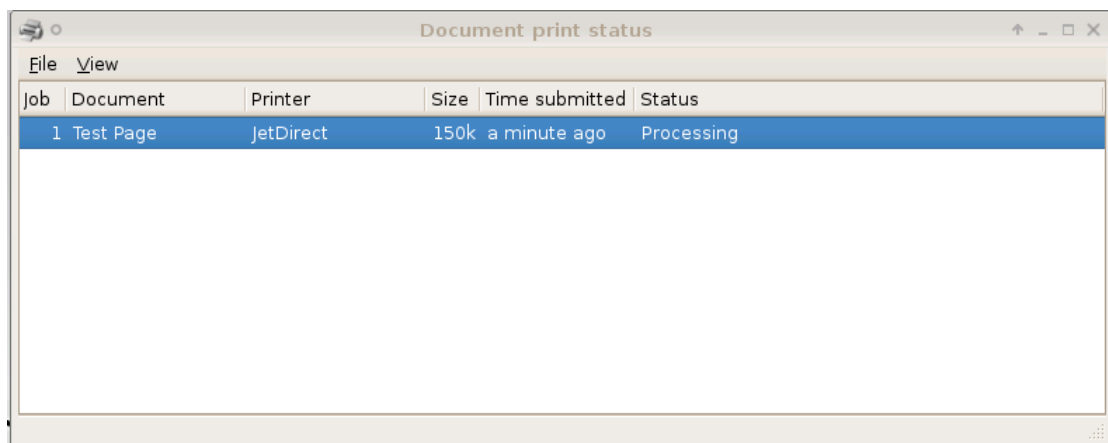 Document print status
File View
Job Document Printer Size Time submitted Status
1 Test Page JetDirect 150k a minute ago Processing